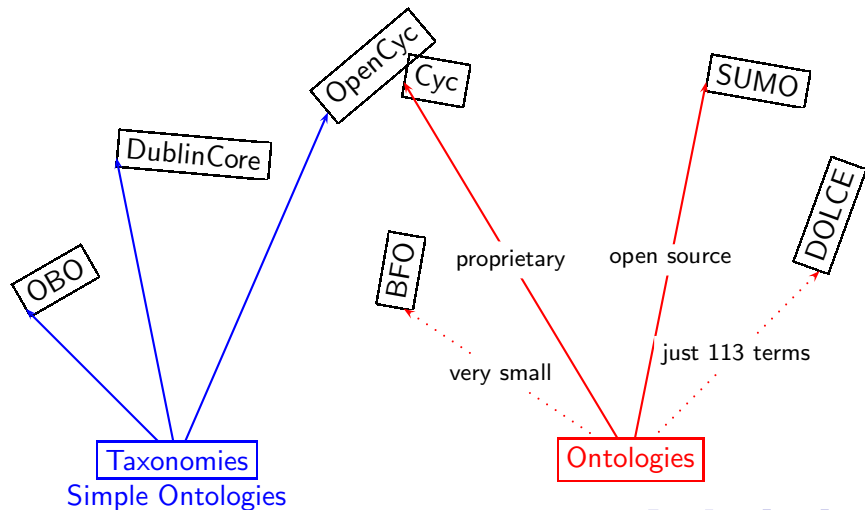 OpenCyc
Cyc
SUMO
DublinCore
DOLCE
OBO
BFO
proprietary
open source
very small
just 113 terms
Taxonomies
Simple Ontologies
Ontologies